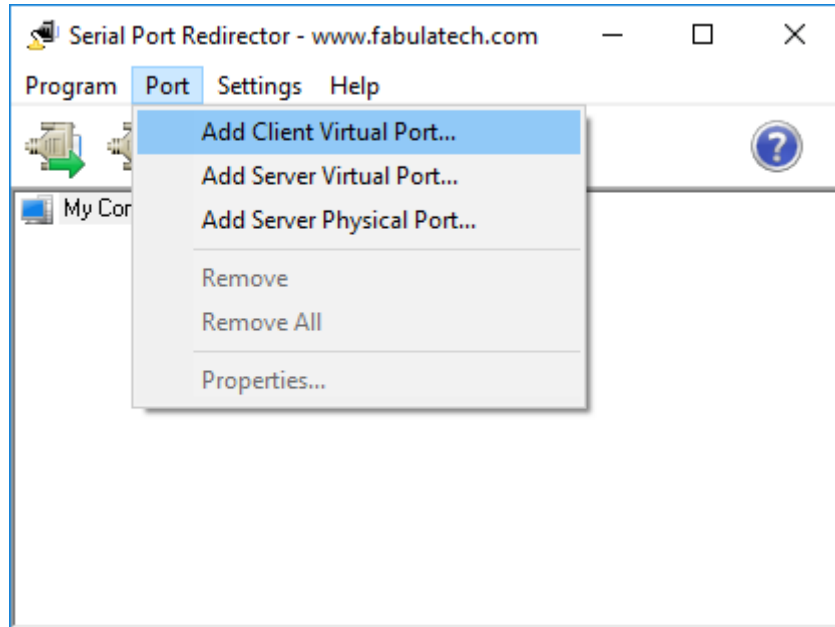 Serial Port Redirector - www.fabulatech.com
Program Port Settings Help
Add Client Virtual Port...
Add Server Virtual Port...
My
Add Server Physical Port...
Remove
Remove All
Properties...